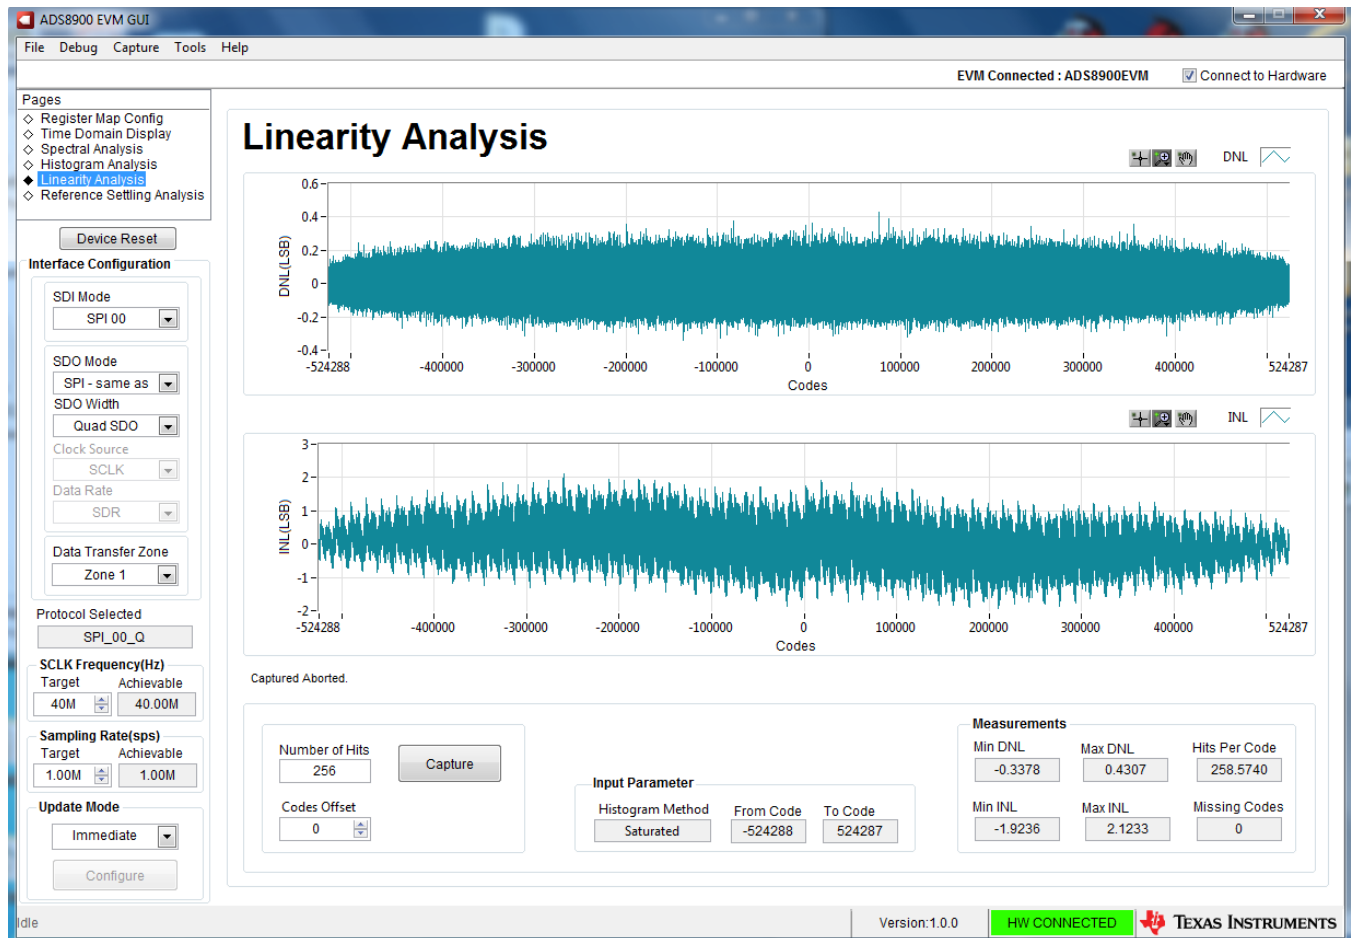 ADS8900 EVM GUI
File Debug Capture Tools Help
EVM Connected : ADS8900EVM Connect to Hardware
Pages
Register Map Config
Time Domain Display
Spectral Analysis
Histogram Analysis
Linearity Analysis
Reference Settling Analysis
Device Reset
Interface Configuration
SDI Mode
SPI 00
SDO Mode
SPI - same as
SDO Width
Quad SDO
Clock Source
SCLK
Data Rate
SDR
Data Transfer Zone
Zone 1
Protocol Selected
SPI_00_Q
SCLK Frequency(Hz)
Target Achievable
40M 40.00M
Sampling Rate(sps)
Target Achievable
1.00M 1.00M
Update Mode
Immediate
Configure
Linearity Analysis
DNL
0.6
0.4
0.2
0
-0.2
-0.4
DNL(LSB)
-524288 -400000 -300000 -200000 -100000 0 100000 200000 300000 400000 524287
Codes
INL
3
2
1
0
-1
-2
INL(LSB)
-524288 -400000 -300000 -200000 -100000 0 100000 200000 300000 400000 524287
Codes
Captured Aborted.
Number of Hits
256
Capture
Codes Offset
0
Input Parameter
Histogram Method From Code To Code
Saturated -524288 524287
Measurements
Min DNL Max DNL Hits Per Code
-0.3378 0.4307 258.5740
Min INL Max INL Missing Codes
-1.9236 2.1233 0
Idle
Version:1.0.0 HW CONNECTED TEXAS INSTRUMENTS